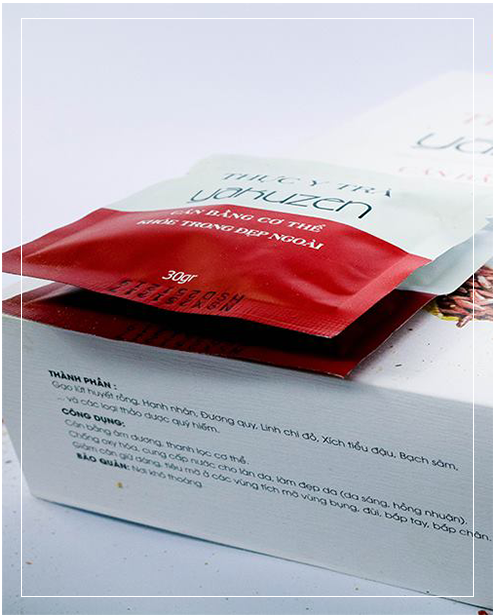 THỨC Y TRÀ
yakuzen
CÂN BẰNG CƠ THỂ
KHỎE TRONG ĐẸP NGOÀI
30gr
THÀNH PHẦN :
Gạo lứt huyết rồng, Hạnh nhân, Đương quy, Linh chi đỏ, Xích tiểu đậu, Bạch sâm,
... và các loại thảo dược quý hiếm.
CÔNG DỤNG:
Cân bằng âm dương, thanh lọc cơ thể.
Chống oxy hóa, cung cấp nước cho làn da, làm đẹp da (da sáng, hồng nhuận).
Giảm cân giữ dáng, tiêu mỡ ở các vùng tích mỡ vùng bụng, đùi, bắp tay, bắp chân.
BẢO QUẢN: Nơi khô thoáng.